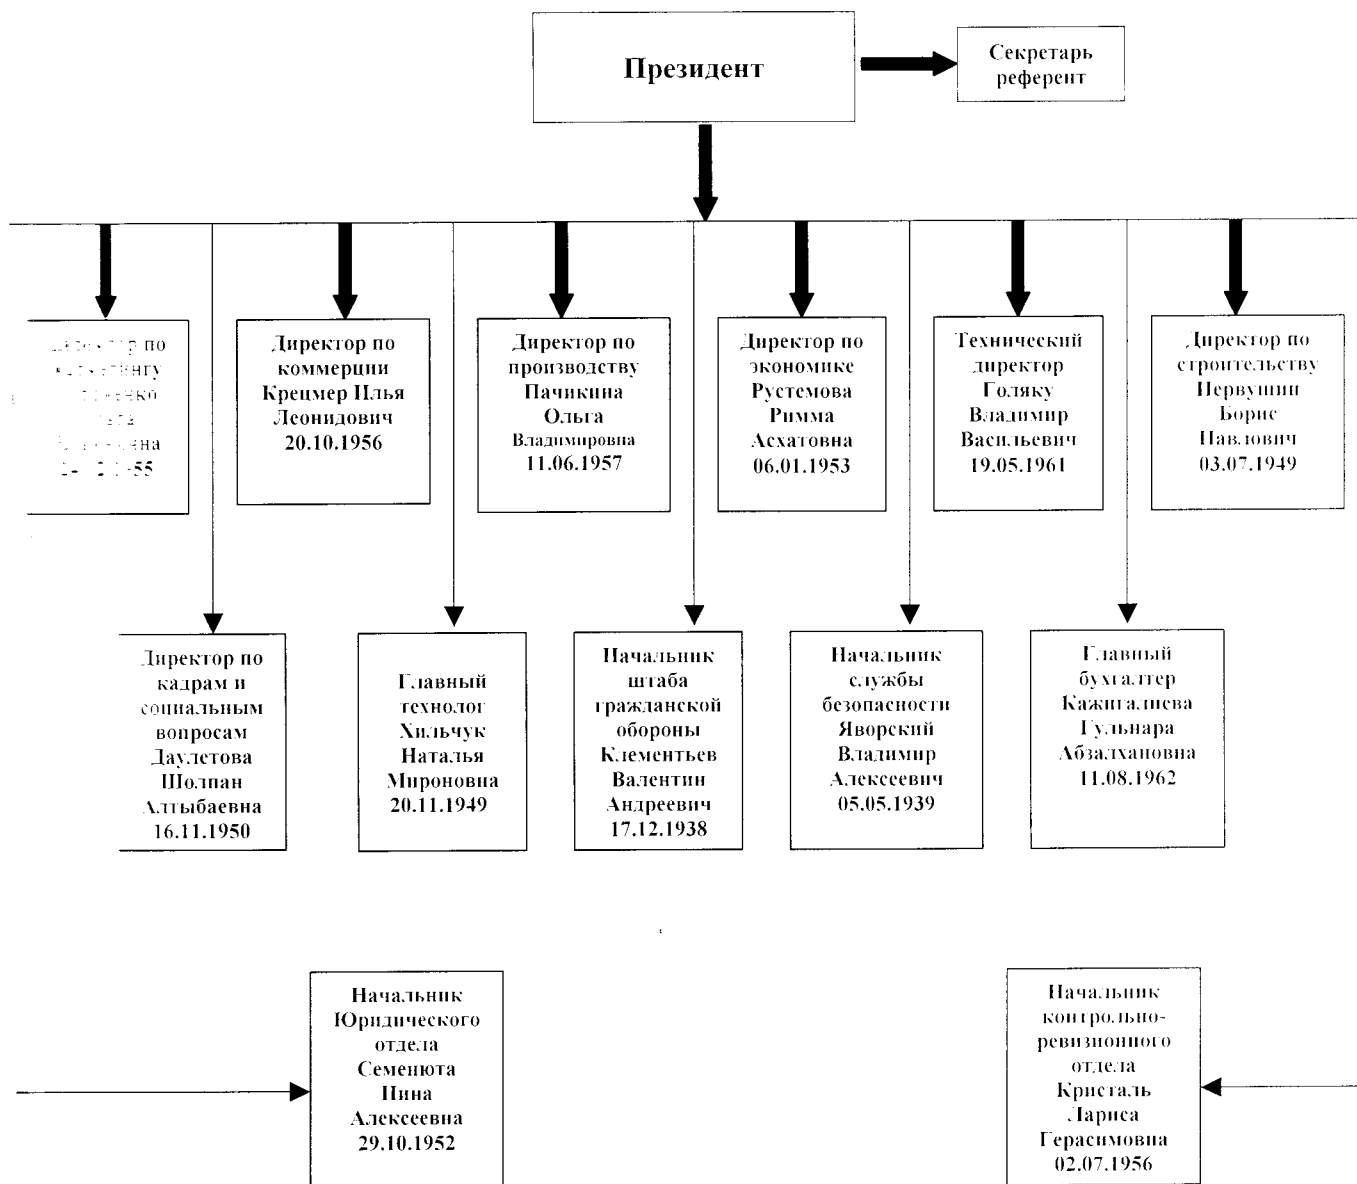 Президент
Секретарь
референт
по
20.10.1956
Директор по
коммерции
Крецмер Илья
Леонидович
Директор по
производству
Пачикина
Ольга
Владимировна
11.06.1957
Директор по
экономике
Рустемова
Римма
Асхатовна
06.01.1953
Технический
директор
Голяку
Владимир
Васильевич
19.05.1961
Директор по
строительству
Первушин
Борис
Павлович
03.07.1949
Директор по
кадрам и
социальным
вопросам
Даулетова
Шолпан
Алтыбаевна
16.11.1950
Главный
технолог
Хильчук
Наталья
Мироновна
20.11.1949
Начальник
штаба
гражданской
обороны
Клементьев
Валентин
Андреевич
17.12.1938
Начальник
службы
безопасности
Яворский
Владимир
Алексеевич
05.05.1939
Главный
бухгалтер
Кажигалиева
Гульнара
Абзалхановна
11.08.1962
Начальник
Юридического
отдела
Семенюта
Нина
Алексеевна
29.10.1952
Начальник
контрольно-
ревизионного
отдела
Кристаль
Лариса
Герасимовна
02.07.1956